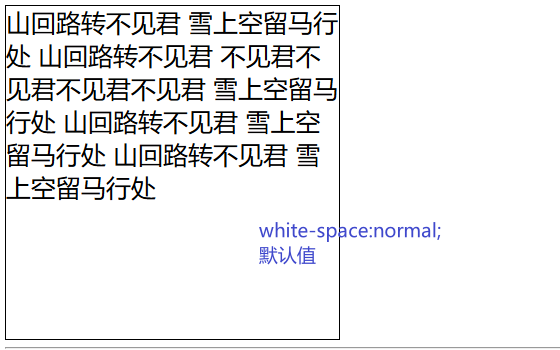 山回路转不见君 雪上空留马行
处 山回路转不见君 不见君不
见君不见君不见君 雪上空留马
行处 山回路转不见君 雪上空
留马行处 山回路转不见君 雪
上空留马行处
white-space:normal;
默认值